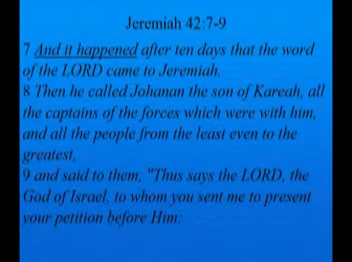 Jeremiah 42:7-9
7 And it happened after ten days that the word
of the LORD came to Jeremiah.
8 Then he called Johanan the son of Kareah, all
the captains of the forces which were with him,
and all the people from the least even to the
greatest,
9 and said to them, "Thus says the LORD, the
God of Israel, to whom you sent me to present
your petition before Him: